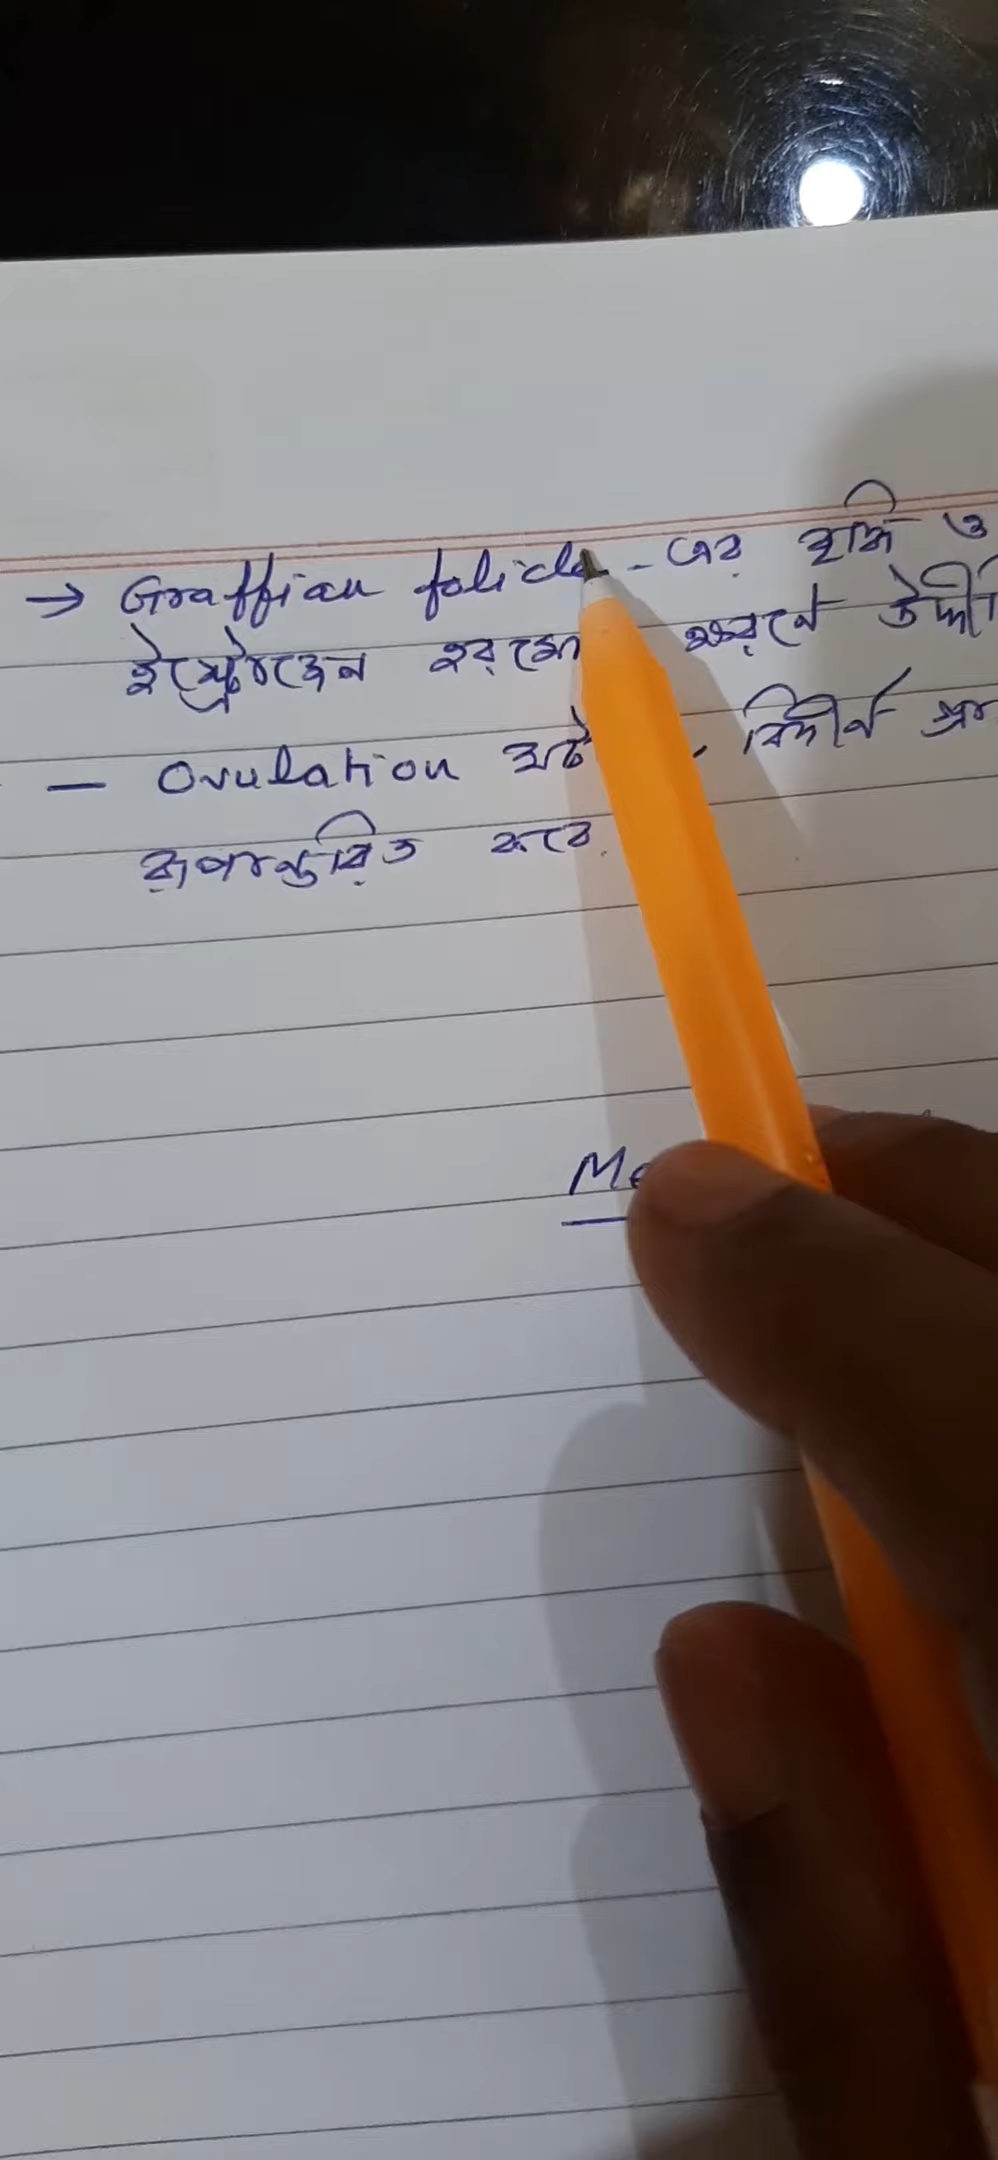 → Graffian folicle - এর বৃদ্ধি ও
ইস্ট্রোজেন হরমো ক্ষরণে উদ্দী
— Ovulation ঘটে , বিদীর্ণ গ্রা
রূপান্তরিত করে.
Me